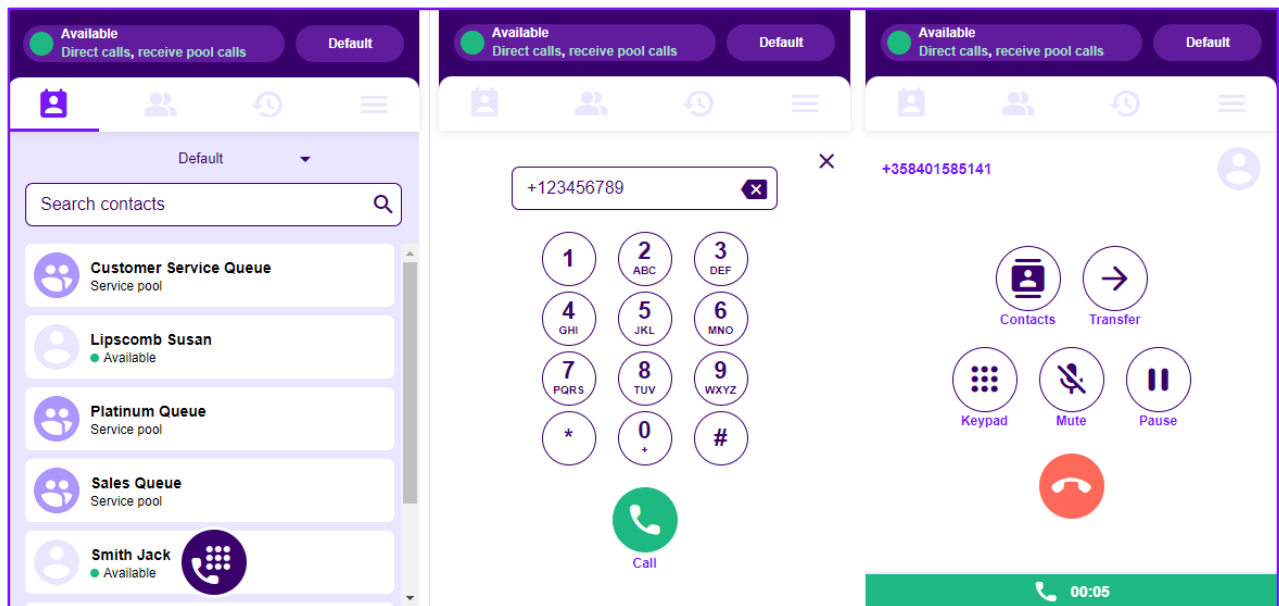 Available
Direct calls, receive pool calls
Default
Default
Search contacts
Customer Service Queue
Service pool
Lipscomb Susan
Available
Platinum Queue
Service pool
Sales Queue
Service pool
Smith Jack
Available
Available
Direct calls, receive pool calls
Default
+123456789
1
2
ABC
3
DEF
4
GHI
5
JKL
6
MNO
7
PQRS
8
TUV
9
WXYZ
*
0
+
#
Call
Available
Direct calls, receive pool calls
Default
+358401585141
Contacts
Transfer
Keypad
Mute
Pause
00:05